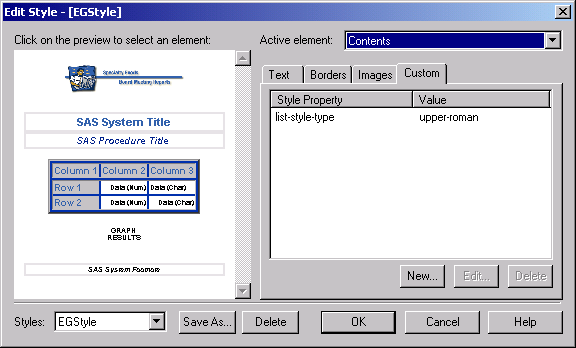 Edit Style - [EGStyle]
Click on the preview to select an element:
Active element: Contents
Specialty Foods
Board Meeting Reports
SAS System Title
SAS Procedure Title
Column 1 Column 2 Column 3
Row 1 Data (Num) Data (Char)
Row 2 Data (Num) Data (Char)
GRAPH
RESULTS
SAS System Footnote
Text Borders Images Custom
Style Property Value
list-style-type upper-roman
New... Edit... Delete
Styles: EGStyle Save As... Delete OK Cancel Help